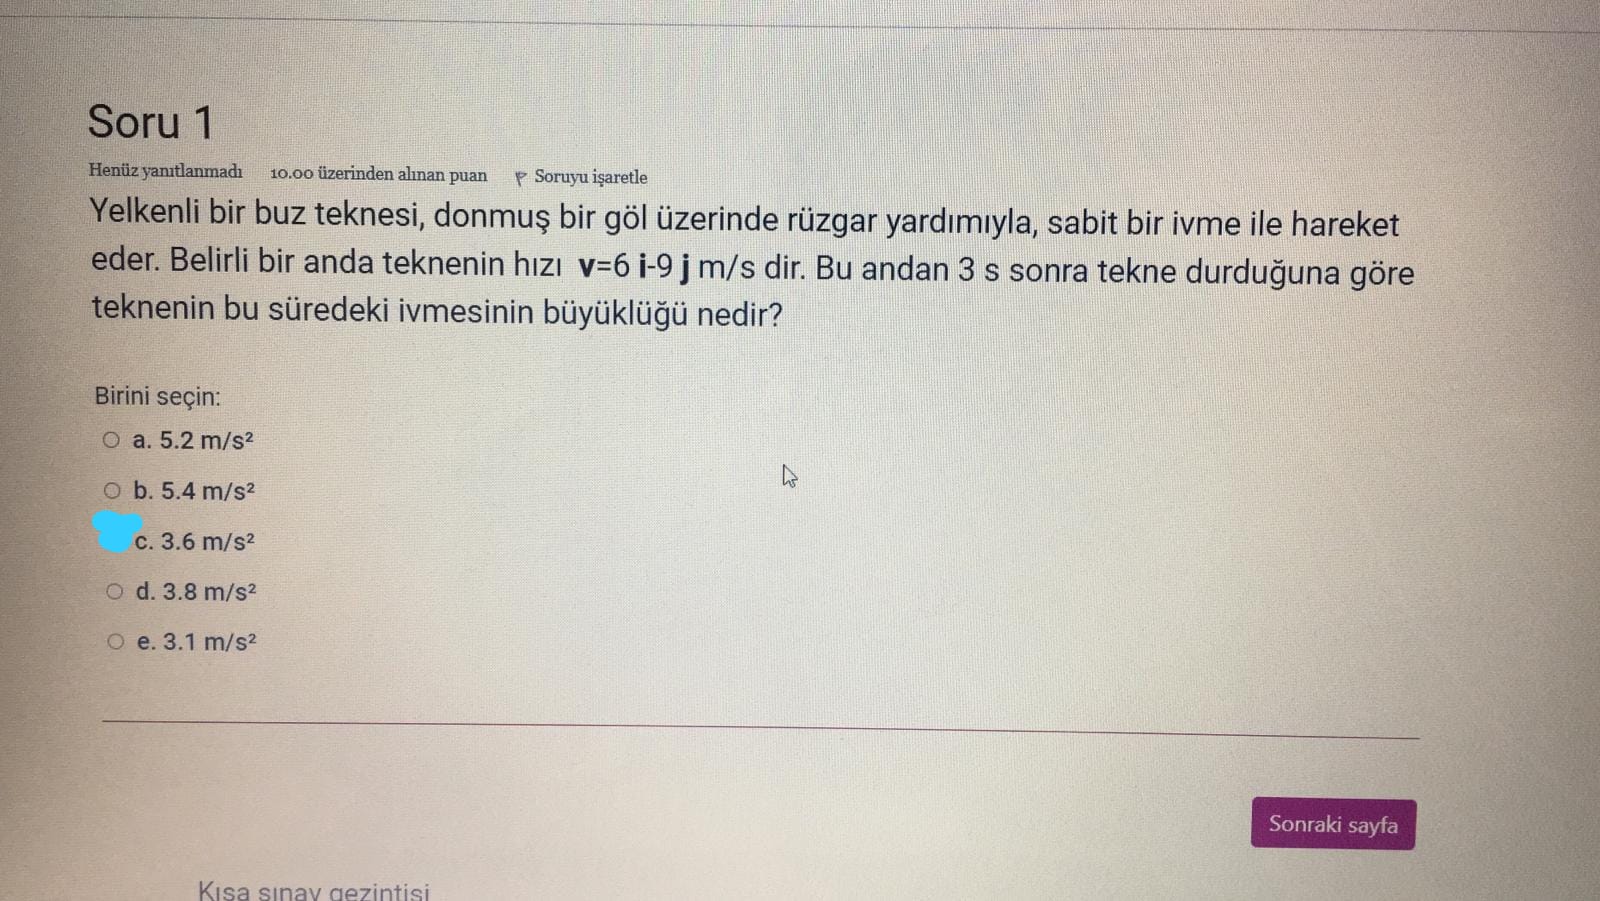 Soru 1
Henüz yanıtlanmadı 10.00 üzerinden alınan puan Soruyu işaretle
Yelkenli bir buz teknesi, donmuş bir göl üzerinde rüzgar yardımıyla, sabit bir ivme ile hareket
eder. Belirli bir anda teknenin hızı v=6 i-9 j m/s dir. Bu andan 3 s sonra tekne durduğuna göre
teknenin bu süredeki ivmesinin büyüklüğü nedir?
Birini seçin:
a. 5.2 m/s²
b. 5.4 m/s²
c. 3.6 m/s²
d. 3.8 m/s²
e. 3.1 m/s²
Sonraki sayfa
Kısa sınav gezintisi